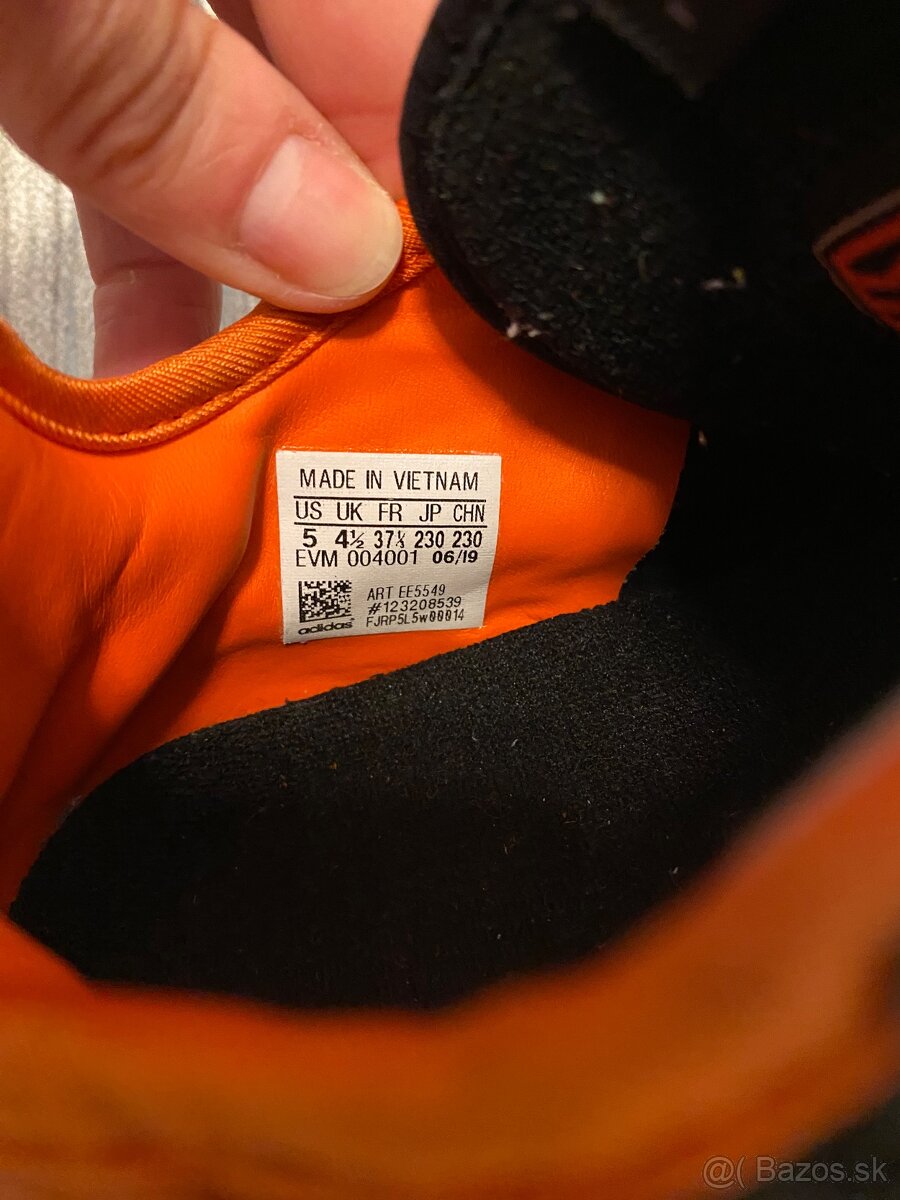 MADE IN VIETNAM
US UK FR JP CHN
5 4½ 37⅓ 230 230
EVM 004001 06/19
ART EE5549
#123208539
adidas FJRP5L5W00014
@( Bazos.sk